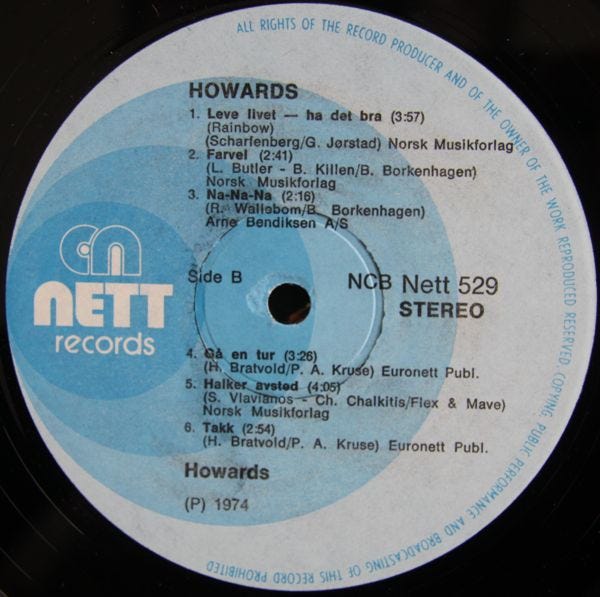 ALL RIGHTS OF THE RECORD PRODUCER AND OF THE OWNER OF THE WORK REPRODUCED RESERVED COPYING, PUBLIC PERFORMANCE AND BROADCASTING OF THIS RECORD PROHIBITED
HOWARDS
1. Leve livet — ha det bra (3:57)
(Rainbow)
(Scharfenberg/G. Jørstad) Norsk Musikforlag
2. Farvel (2:41)
(L. Butler - B. Killen/B. Borkenhagen)
Norsk Musikforlag
3. Na-Na-Na (2:16)
(R. Wallebom/B. Borkenhagen)
Arne Bendiksen A/S
Side B
NCB Nett 529
STEREO
n
NETT
records
4. Gå en tur (3:26)
(H. Bratvold/P. A. Kruse) Euronett Publ.
5. Halker avsted (4:05)
(S. Vlavianos - Ch. Chalkitis/Flex & Mave)
Norsk Musikforlag
6. Takk (2:54)
(H. Bratvold/P. A. Kruse) Euronett Publ.
Howards
(P) 1974